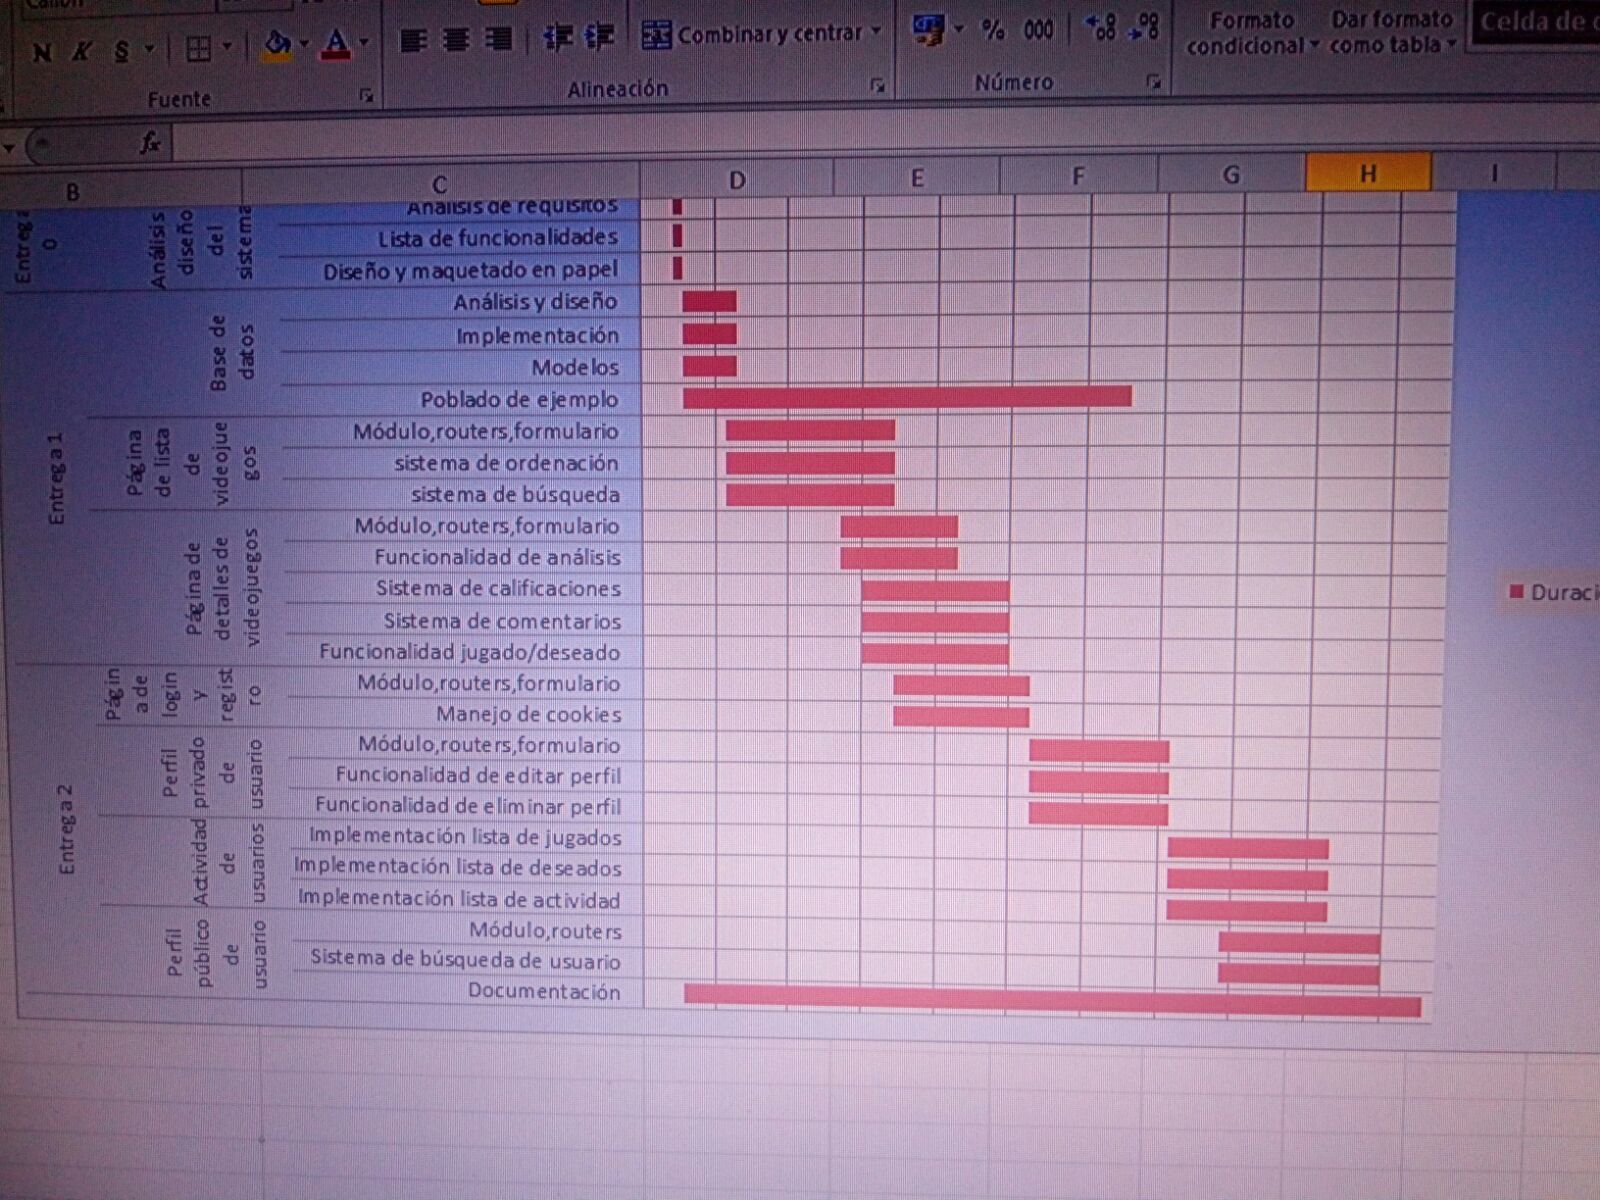 N K S
Combinar y centrar
% 000
Formato condicional
Dar formato como tabla
Celda de
Fuente
Alineación
Número
fx
B C D E F G H I
Entrega 0
Análisis diseño del sistema
Análisis de requisitos
Lista de funcionalidades
Diseño y maquetado en papel
Entrega 1
Base de datos
Análisis y diseño
Implementación
Modelos
Poblado de ejemplo
Página de lista de videojuegos
Módulo,routers,formulario
sistema de ordenación
sistema de búsqueda
Página de detalles de videojuegos
Módulo,routers,formulario
Funcionalidad de análisis
Sistema de calificaciones
Sistema de comentarios
Funcionalidad jugado/deseado
Duraci
Entrega 2
Página de login y registro
Módulo,routers,formulario
Manejo de cookies
Perfil privado de usuario
Módulo,routers,formulario
Funcionalidad de editar perfil
Funcionalidad de eliminar perfil
Actividad de usuarios
Implementación lista de jugados
Implementación lista de deseados
Implementación lista de actividad
Perfil público de usuario
Módulo,routers
Sistema de búsqueda de usuario
Documentación